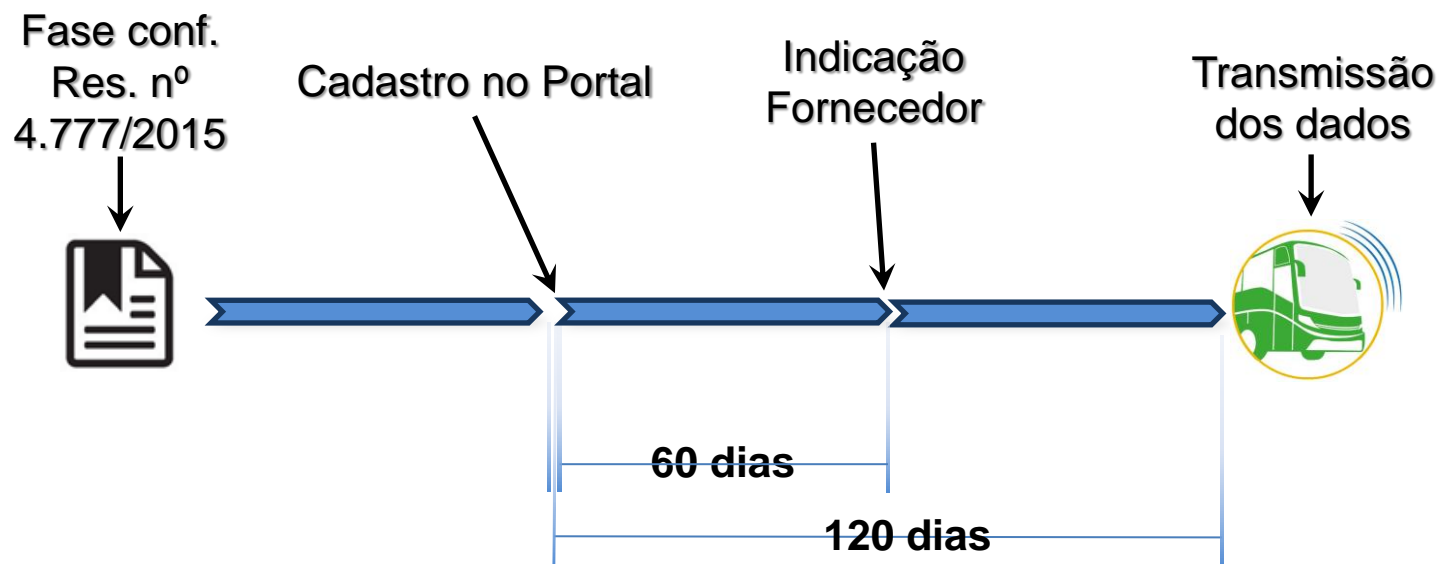 Fase conf.
Res. nº
4.777/2015
Cadastro no Portal
Indicação
Fornecedor
Transmissão
dos dados
60 dias
120 dias